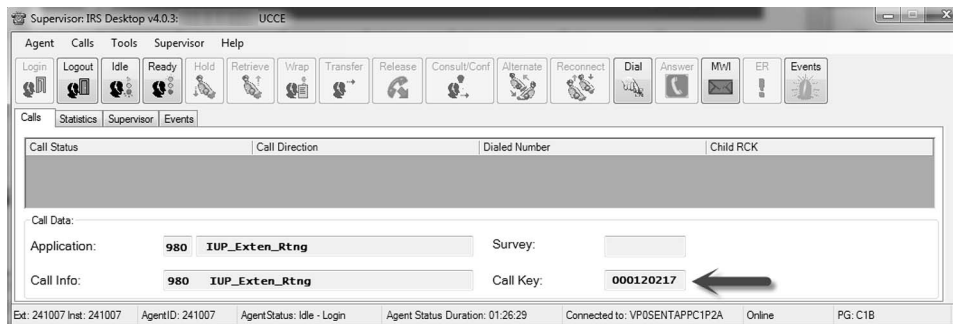 Supervisor: IRS Desktop v4.0.3: UCCE
Agent Calls Tools Supervisor Help
Login Logout Idle Ready Hold Retrieve Wrap Transfer Release Consult/Conf Alternate Reconnect Dial Answer MWI ER Events
Calls Statistics Supervisor Events
Call Status Call Direction Dialed Number Child RCK
Call Data:
Application: 980 IUP_Exten_Rtng Survey:
Call Info: 980 IUP_Exten_Rtng Call Key: 000120217
Ext: 241007 Inst: 241007 AgentID: 241007 AgentStatus: Idle - Login Agent Status Duration: 01:26:29 Connected to: VP0SENTAPPC1P2A Online PG: C1B